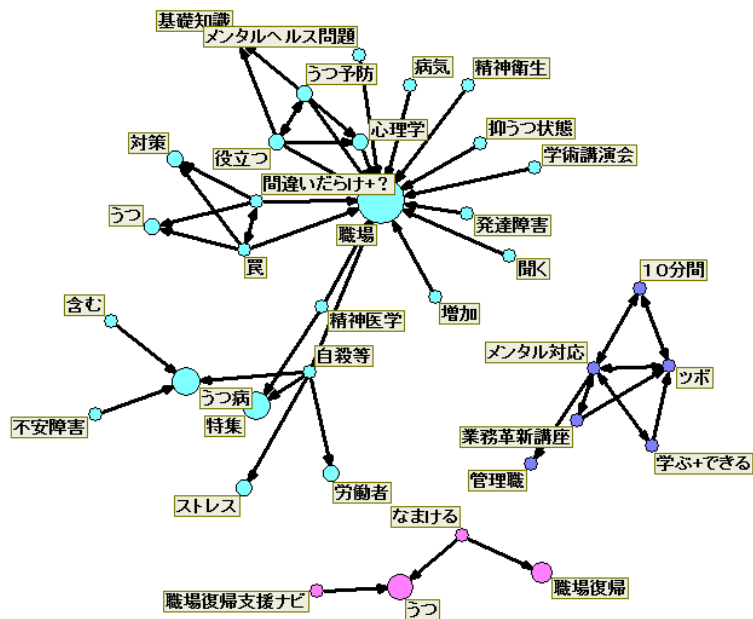 基礎知識
メンタルヘルス問題
うつ予防
病気
精神衛生
心理学
抑うつ状態
対策
役立つ
学術講演会
間違いだらけ+?
うつ
発達障害
職場
罠
聞く
10分間
増加
含む
精神医学
メンタル対応
自殺等
ツボ
うつ病
特集
不安障害
業務革新講座
学ぶ+できる
管理職
ストレス
労働者
なまける
職場復帰
職場復帰支援ナビ
うつ